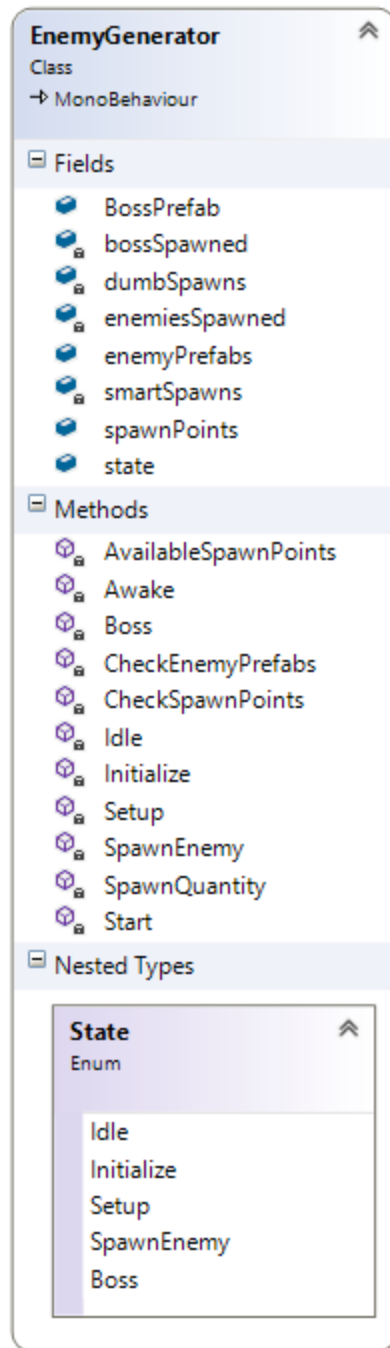 EnemyGenerator
Class
MonoBehaviour
Fields
BossPrefab
bossSpawned
dumbSpawns
enemiesSpawned
enemyPrefabs
smartSpawns
spawnPoints
state
Methods
AvailableSpawnPoints
Awake
Boss
CheckEnemyPrefabs
CheckSpawnPoints
Idle
Initialize
Setup
SpawnEnemy
SpawnQuantity
Start
Nested Types
State
Enum
Idle
Initialize
Setup
SpawnEnemy
Boss